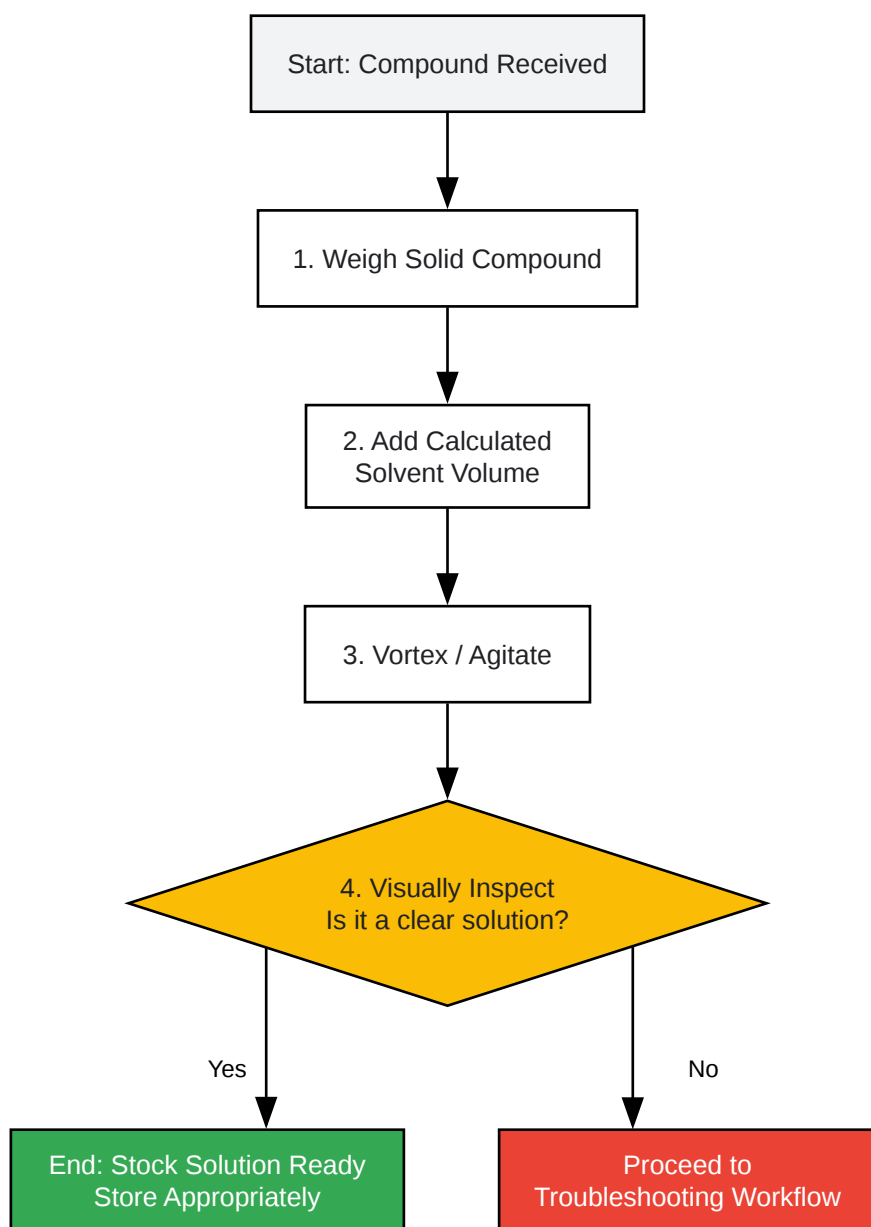 Start: Compound Received
1. Weigh Solid Compound
2. Add Calculated
Solvent Volume
3. Vortex / Agitate
4. Visually Inspect
Is it a clear solution?
Yes
No
End: Stock Solution Ready
Store Appropriately
Proceed to
Troubleshooting Workflow